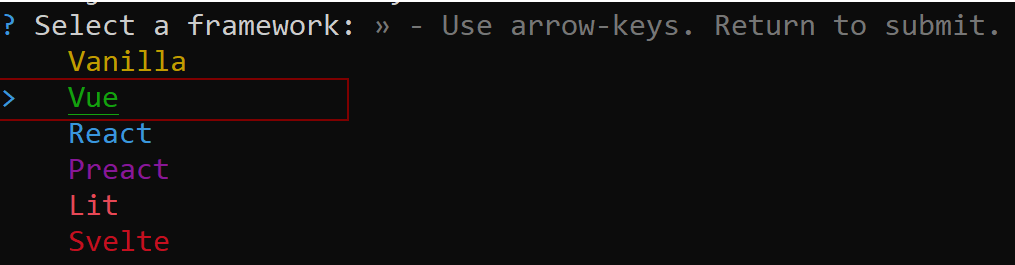 ? Select a framework: » - Use arrow-keys. Return to submit.
Vanilla
> Vue
React
Preact
Lit
Svelte